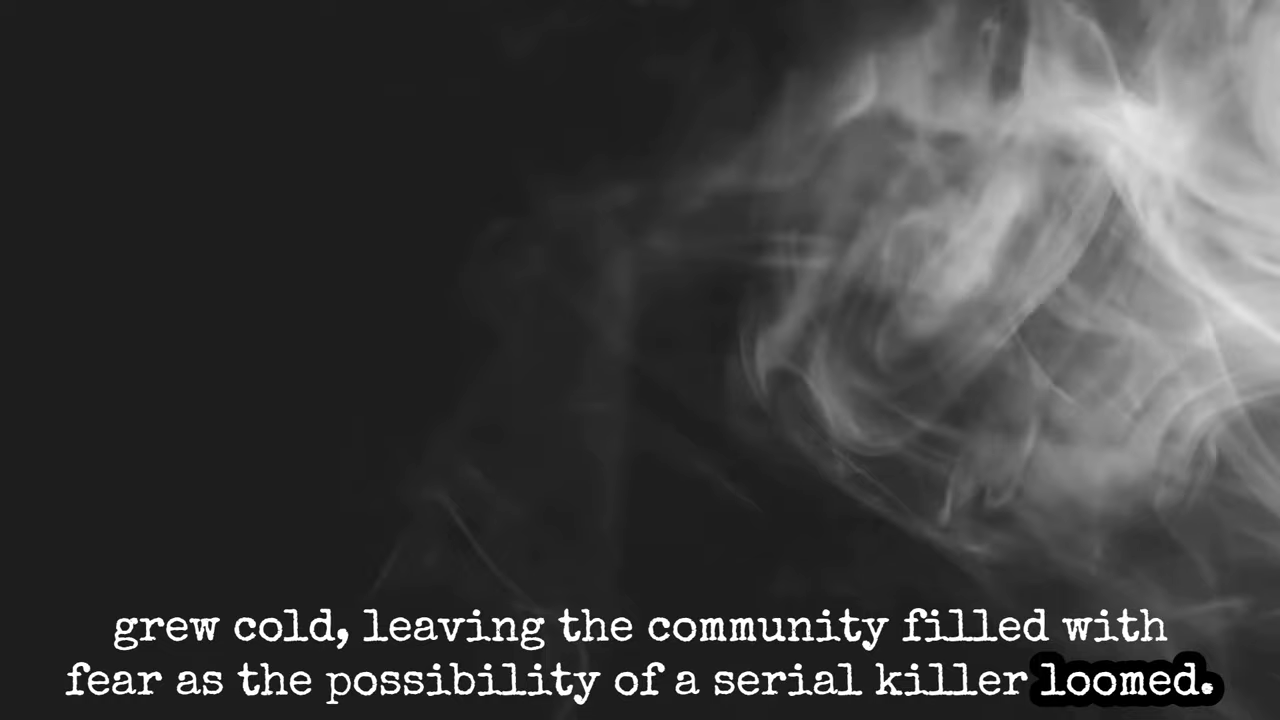 grew cold, leaving the community filled with
fear as the possibility of a serial killer loomed.